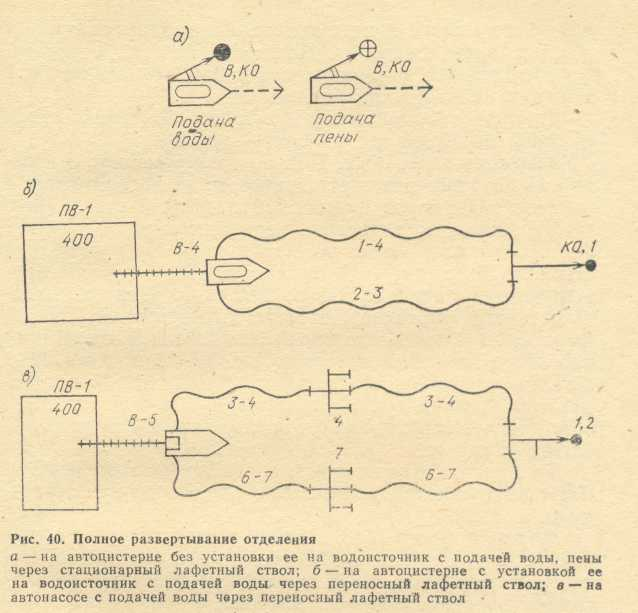 а)
В, КО
В, КО
Подача воды
Подача пены
б)
ПВ-1
400
В-4
1-4
КО, 1
2-3
в)
ПВ-1
400
В-5
3-4
4
3-4
1,2
7
6-7
6-7
Рис. 40. Полное развертывание отделения
а — на автоцистерне без установки ее на водоисточник с подачей воды, пены
через стационарный лафетный ствол; б — на автоцистерне с установкой ее
на водоисточник с подачей воды через переносный лафетный ствол; в — на
автонасосе с подачей воды через переносный лафетный ствол